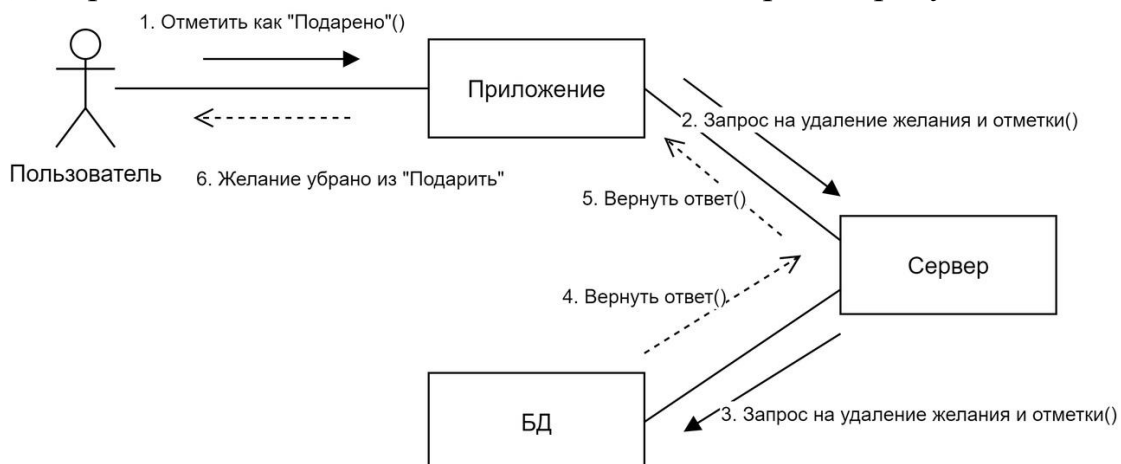 1. Отметить как "Подарено"()
Приложение
2. Запрос на удаление желания и отметки()
Пользователь
6. Желание убрано из "Подарить"
5. Вернуть ответ()
Сервер
4. Вернуть ответ()
3. Запрос на удаление желания и отметки()
БД